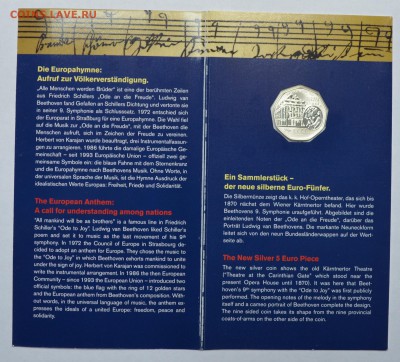 СОВЕТСКИЕ МОНЕТЫ
COINS.LAVE.RU
Die Europahymne:
Aufruf zur Völkerverständigung.
„Alle Menschen werden Brüder" ist eine der berühmten Zeilen
aus Friedrich Schillers „Ode an die Freude". Ludwig van
Beethoven fand Gefallen an Schillers Dichtung und vertonte sie
in seiner 9. Symphonie als Schlusssatz. 1972 entschied sich
der Europarat in Straßburg für eine Europahymne. Die Wahl fiel
auf die Musik zur „Ode an die Freude", mit der Beethoven die
Menschen aufruft, sich im Zeichen der Freude zu vereinen.
Herbert von Karajan wurde beauftragt, drei Instrumentalfassun-
gen zu arrangieren. 1986 führte die damalige Europäische Ge-
meinschaft – seit 1993 Europäische Union – offiziell zwei ge-
meinsame Symbole ein: die blaue Fahne mit dem Sternenkranz
und die Europahymne nach Beethovens Musik. Ohne Worte, in
der universalen Sprache der Musik, ist die Hymne Ausdruck der
idealistischen Werte Europas: Freiheit, Friede und Solidarität.
The European Anthem:
A call for understanding among nations
"All mankind will be as brothers" is a famous line in Friedrich
Schiller's "Ode to Joy". Ludwig van Beethoven liked Schiller's
poem and set it to music as the last movement of his 9th
symphony. In 1972 the Council of Europe in Strasbourg de-
cided to adopt an anthem for Europe. They chose the music to
the "Ode to Joy" in which Beethoven exhorts mankind to unite
under the sign of joy. Herbert von Karajan was commissioned to
write the instrumental arrangement. In 1986 the then European
Community – since 1993 the European Union – introduced two
official symbols: the blue flag with the ring of 12 golden stars
and the European anthem from Beethoven's composition. With-
out words, in the universal language of music, the anthem ex-
presses the ideals of a united Europe: freedom, peace and
solidarity.
Ein Sammlerstück –
der neue silberne Euro-Fünfer.
Die Silbermünze zeigt das k. k. Hof-Operntheater, das sich bis
1870 nächst dem Wiener Kärntnertor befand. Hier wurde
Beethovens 9. Symphonie uraufgeführt. Abgebildet sind die
einleitenden Noten der „Ode an die Freude", darüber das
Porträt Ludwig van Beethovens. Die markante Neuneckform
leitet sich von den neun Bundesländerwappen auf der Wert-
seite ab.
The New Silver 5 Euro Piece
The new silver coin shows the old Kärntnertor Theatre
("Theatre at the Carinthian Gate" which stood near the
present Opera House until 1870). It was here that Beet-
hoven's 9th symphony with the "Ode to Joy" was first publicly
performed. The opening notes of the melody in the symphony
itself and a cameo portrait of Beethoven are also shown.
The nine sided coin takes its shape from the nine provincial
coats-of-arms on the other side of the coin.